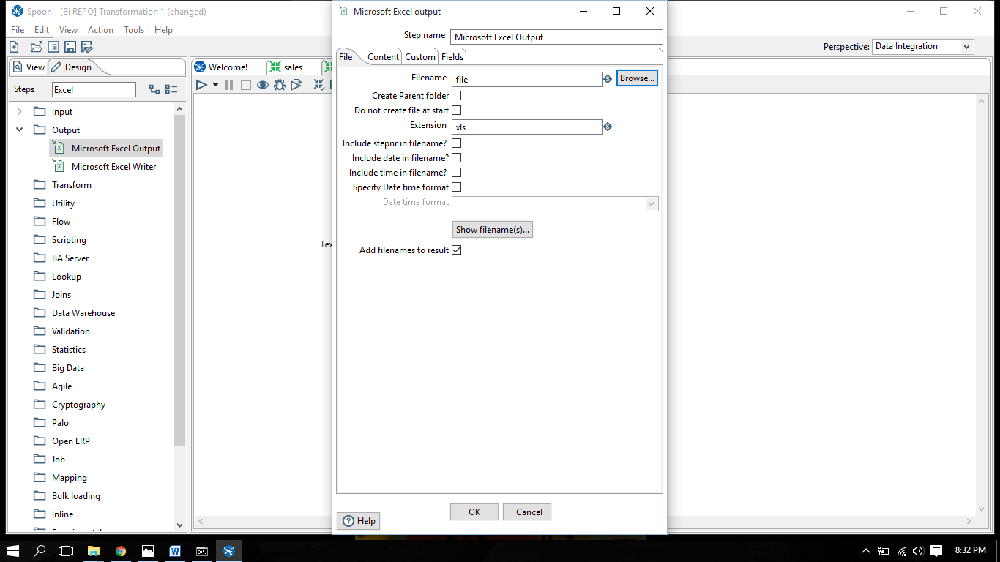 Spoon - [Bi REPO] Transformation 1 (changed)
File Edit View Action Tools Help
Perspective: Data Integration
View Design
Steps Excel
Input
Output
Microsoft Excel Output
Microsoft Excel Writer
Transform
Utility
Flow
Scripting
BA Server
Lookup
Joins
Data Warehouse
Validation
Statistics
Big Data
Agile
Cryptography
Palo
Open ERP
Job
Mapping
Bulk loading
Inline
Welcome! sales
Tex
Microsoft Excel output
Step name Microsoft Excel Output
File Content Custom Fields
Filename file Browse...
Create Parent folder
Do not create file at start
Extension xls
Include stepnr in filename?
Include date in filename?
Include time in filename?
Specify Date time format
Date time format
Show filename(s)...
Add filenames to result
OK Cancel
Help
8:32 PM